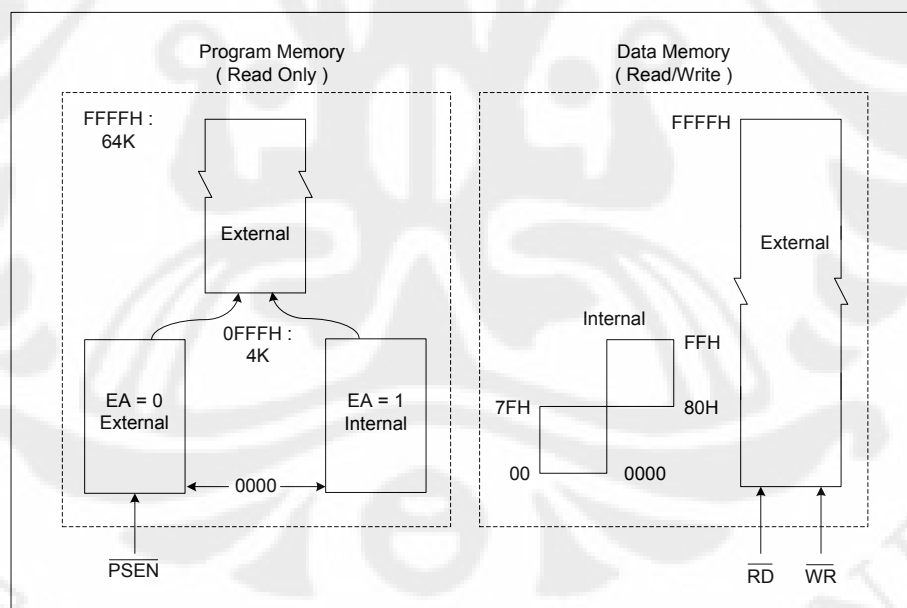 Program Memory
( Read Only )
FFFFH :
64K
External
0FFFH :
4K
EA = 0
External
EA = 1
Internal
0000
PSEN
Data Memory
( Read/Write )
FFFFH
External
Internal
FFH
7FH
80H
00
0000
RD
WR